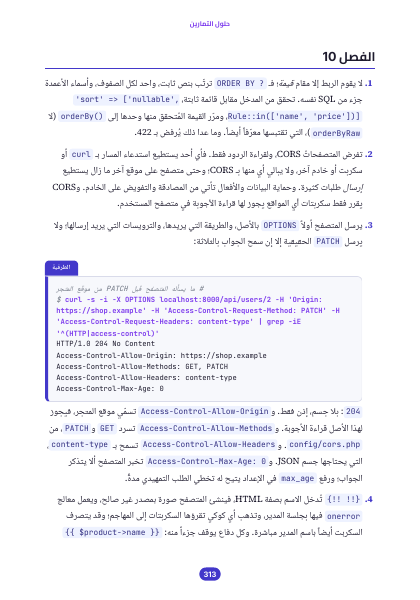 حلول التمارين
الفصل 10
1. لا يقوم الربط إلا مقام قيمة؛ فـ ORDER BY ? ترتّب بنص ثابت، واحد لكل الصفوف، وأسماء الأعمدة
جزء من SQL نفسه. تحقق من المدخل مقابل قائمة ثابتة، 'sort' => ['nullable',
Rule::in(['name', 'price'])]، ومرّر القيمة المُتحقق منها وحدها إلى orderBy() (لا
orderByRaw)، التي تقتبسها معرّفاً أيضاً. وما عدا ذلك يُرفض بـ 422.
2. تفرض المتصفحاتُ CORS، ولقراءة الردود فقط. فأي أحد يستطيع استدعاء المسار بـ curl أو
سكربت أو خادم آخر، ولا يبالي أي منها بـ CORS؛ وحتى متصفح على موقع آخر ما زال يستطيع
إرسال طلبات كثيرة. وحماية البيانات والأفعال تأتي من المصادقة والتفويض على الخادم، وCORS
يقرر فقط سكربتات أي المواقع يجوز لها قراءة الأجوبة في متصفح المستخدم.
3. يرسل المتصفح أولاً OPTIONS بالأصل، والطريقة التي يريدها، والترويسات التي يريد إرسالها؛ ولا
يرسل PATCH الحقيقية إلا إن سمح الجواب بالثلاثة:
الطرفية
# ما يسأله المتصفح قبل PATCH من موقع المتجر
$ curl -s -i -X OPTIONS localhost:8000/api/users/2 -H 'Origin:
https://shop.example' -H 'Access-Control-Request-Method: PATCH' -H
'Access-Control-Request-Headers: content-type' | grep -iE
'^(HTTP|access-control)'
HTTP/1.0 204 No Content
Access-Control-Allow-Origin: https://shop.example
Access-Control-Allow-Methods: GET, PATCH
Access-Control-Allow-Headers: content-type
Access-Control-Max-Age: 0
204: بلا جسم، إذن فقط. و Access-Control-Allow-Origin تسمّي موقع المتجر، فيجوز
لهذا الأصل قراءة الأجوبة. و Access-Control-Allow-Methods تسرد GET و PATCH، من
config/cors.php. و Access-Control-Allow-Headers تسمح بـ content-type،
التي يحتاجها جسم JSON. و Access-Control-Max-Age: 0 تخبر المتصفح ألا يتذكر
الجواب؛ ورفع max_age في الإعداد يتيح له تخطي الطلب التمهيدي مدةً.
4. {!! !!} تُدخل الاسم بصفة HTML، فينشئ المتصفح صورة بمصدر غير صالح، ويعمل معالج
onerror فيها بجلسة المدير، وتذهب أي كوكي تقرؤها السكربتات إلى المهاجم؛ وقد يتصرف
السكربت أيضاً باسم المدير مباشرة. وكل دفاع يوقف جزءاً منه: {{ $product->name }}
313